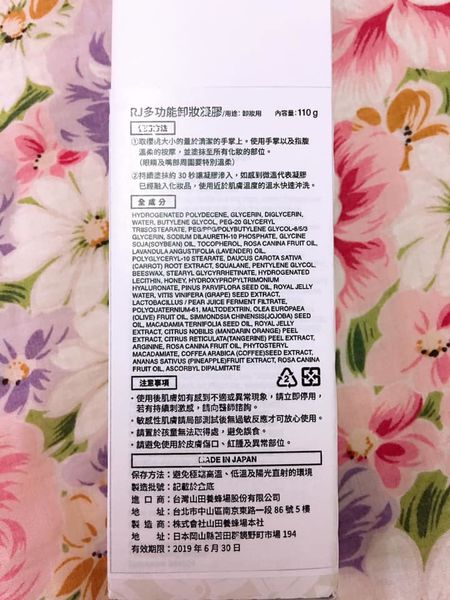 RJ多功能卸妝凝膠/用途：卸妝用 內容量：110 g
使用方法
①取櫻桃大小的量於清潔的手掌上。使用手掌以及指腹
溫柔的按摩，並塗抹至所有化妝的部位。
（眼睛及嘴部周圍要特別溫柔）
②持續塗抹約 30 秒讓凝膠滲入，如感到微溫代表凝膠
已經融入化妝品，使用近於肌膚溫度的溫水快速沖洗。
全成分
HYDROGENATED POLYDECENE, GLYCERIN, DIGLYCERIN,
WATER, BUTYLENE GLYCOL, PEG-20 GLYCERYL
TRIISOSTEARATE, PEG/PPG/POLYBUTYLENE GLYCOL-8/5/3
GLYCERIN, SODIUM DILAURETH-10 PHOSPHATE, GLYCINE
SOJA(SOYBEAN) OIL, TOCOPHEROL, ROSA CANINA FRUIT OIL,
LAVANDULA ANGUSTIFOLIA (LAVENDER) OIL,
POLYGLYCERYL-10 STEARATE, DAUCUS CAROTA SATIVA
(CARROT) ROOT EXTRACT, SQUALANE, PENTYLENE GLYCOL,
BEESWAX, STEARYL GLYCYRRHETINATE, HYDROGENATED
LECITHIN, HONEY, HYDROXYPROPYLTRIMONIUM
HYALURONATE, PINUS PARVIFLORA SEED OIL, ROYAL JELLY
WATER, VITIS VINIFERA (GRAPE) SEED EXTRACT,
LACTOBACILLUS / PEAR JUICE FERMENT FILTRATE,
POLYQUATERNIUM-61, MALTODEXTRIN, OLEA EUROPAEA
(OLIVE) FRUIT OIL, SIMMONDSIA CHINENSIS(JOJOBA) SEED
OIL, MACADAMIA TERNIFOLIA SEED OIL, ROYAL JELLY
EXTRACT, CITRUS NOBILIS (MANDARIN ORANGE) PEEL
EXTRACT, CITRUS RETICULATA(TANGERINE) PEEL EXTRACT,
ARGININE, ROSA CANINA FRUIT OIL, PHYTOSTERYL
MACADAMIATE, COFFEA ARABICA (COFFEE)SEED EXTRACT,
ANANAS SATIVUS (PINEAPPLE)FRUIT EXTRACT, ROSA CANINA
FRUIT OIL, ASCORBYL DIPALMITATE
注意事項
・使用後肌膚如有感到不適或異常現象，請立即停用，
若有持續刺激感，請向醫師諮詢。
・敏感性肌膚請局部測試後無過敏反應才可放心使用。
・請置於孩童無法取得處，避免誤食。
・請避免使用於皮膚傷口、紅腫及異常部位。
MADE IN JAPAN
保存方法：避免極端高溫、低溫及陽光直射的環境
製造批號：記載於立底
進 口 商：台灣山田養蜂場股份有限公司
地 址：台北市中山區南京東路一段 86 號 5 樓
製 造 商：株式會社山田養蜂場本社
地 址：日本岡山縣苫田郡鏡野町市場 194
有效期限：2019 年 6 月 30 日